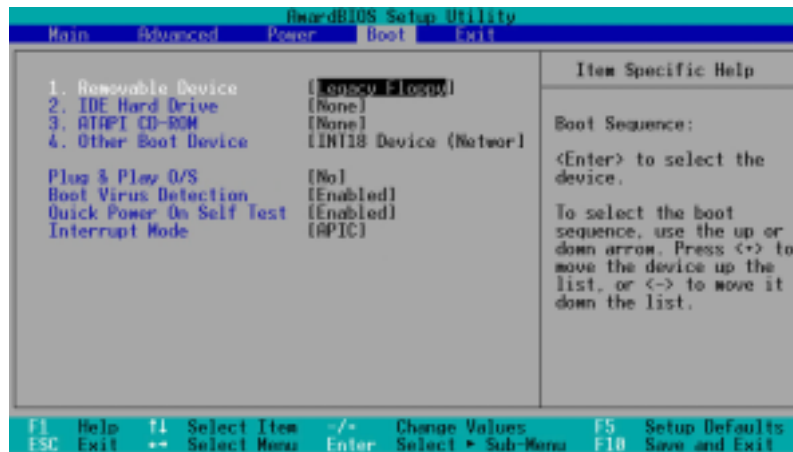 AwardBIOS Setup Utility
Main Advanced Power Boot Exit
Item Specific Help
1. Removable Device [Legacy Floppy]
2. IDE Hard Drive [None]
3. ATAPI CD-ROM [None]
4. Other Boot Device [INT18 Device (Networ]
Plug & Play O/S [No]
Boot Virus Detection [Enabled]
Quick Power On Self Test [Enabled]
Interrupt Mode [APIC]
Boot Sequence:
<Enter> to select the
device.
To select the boot
sequence, use the up or
down arrow. Press <+> to
move the device up the
list, or <-> to move it
down the list.
F1 Help ↑↓ Select Item -/+ Change Values F5 Setup Defaults
ESC Exit ←→ Select Menu Enter Select ► Sub-Menu F10 Save and Exit